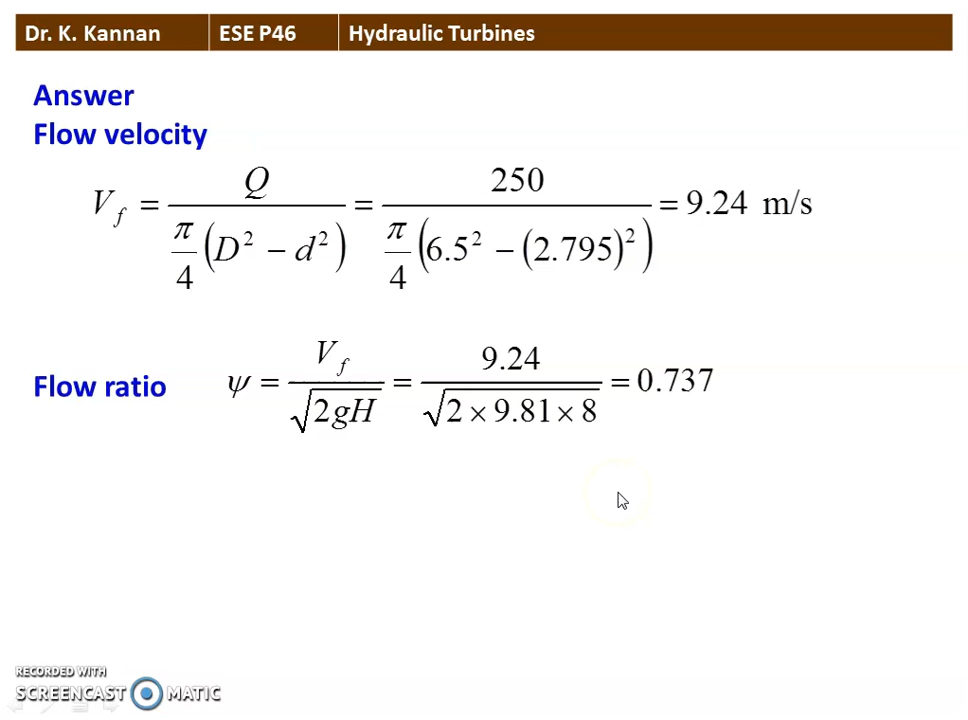 Dr. K. Kannan ESE P46 Hydraulic Turbines
Answer
Flow velocity
V_f = Q / (π/4 (D² − d²)) = 250 / (π/4 (6.5² − (2.795)²)) = 9.24 m/s
Flow ratio ψ = V_f / √(2gH) = 9.24 / √(2 × 9.81 × 8) = 0.737
RECORDED WITH
SCREENCAST MATIC